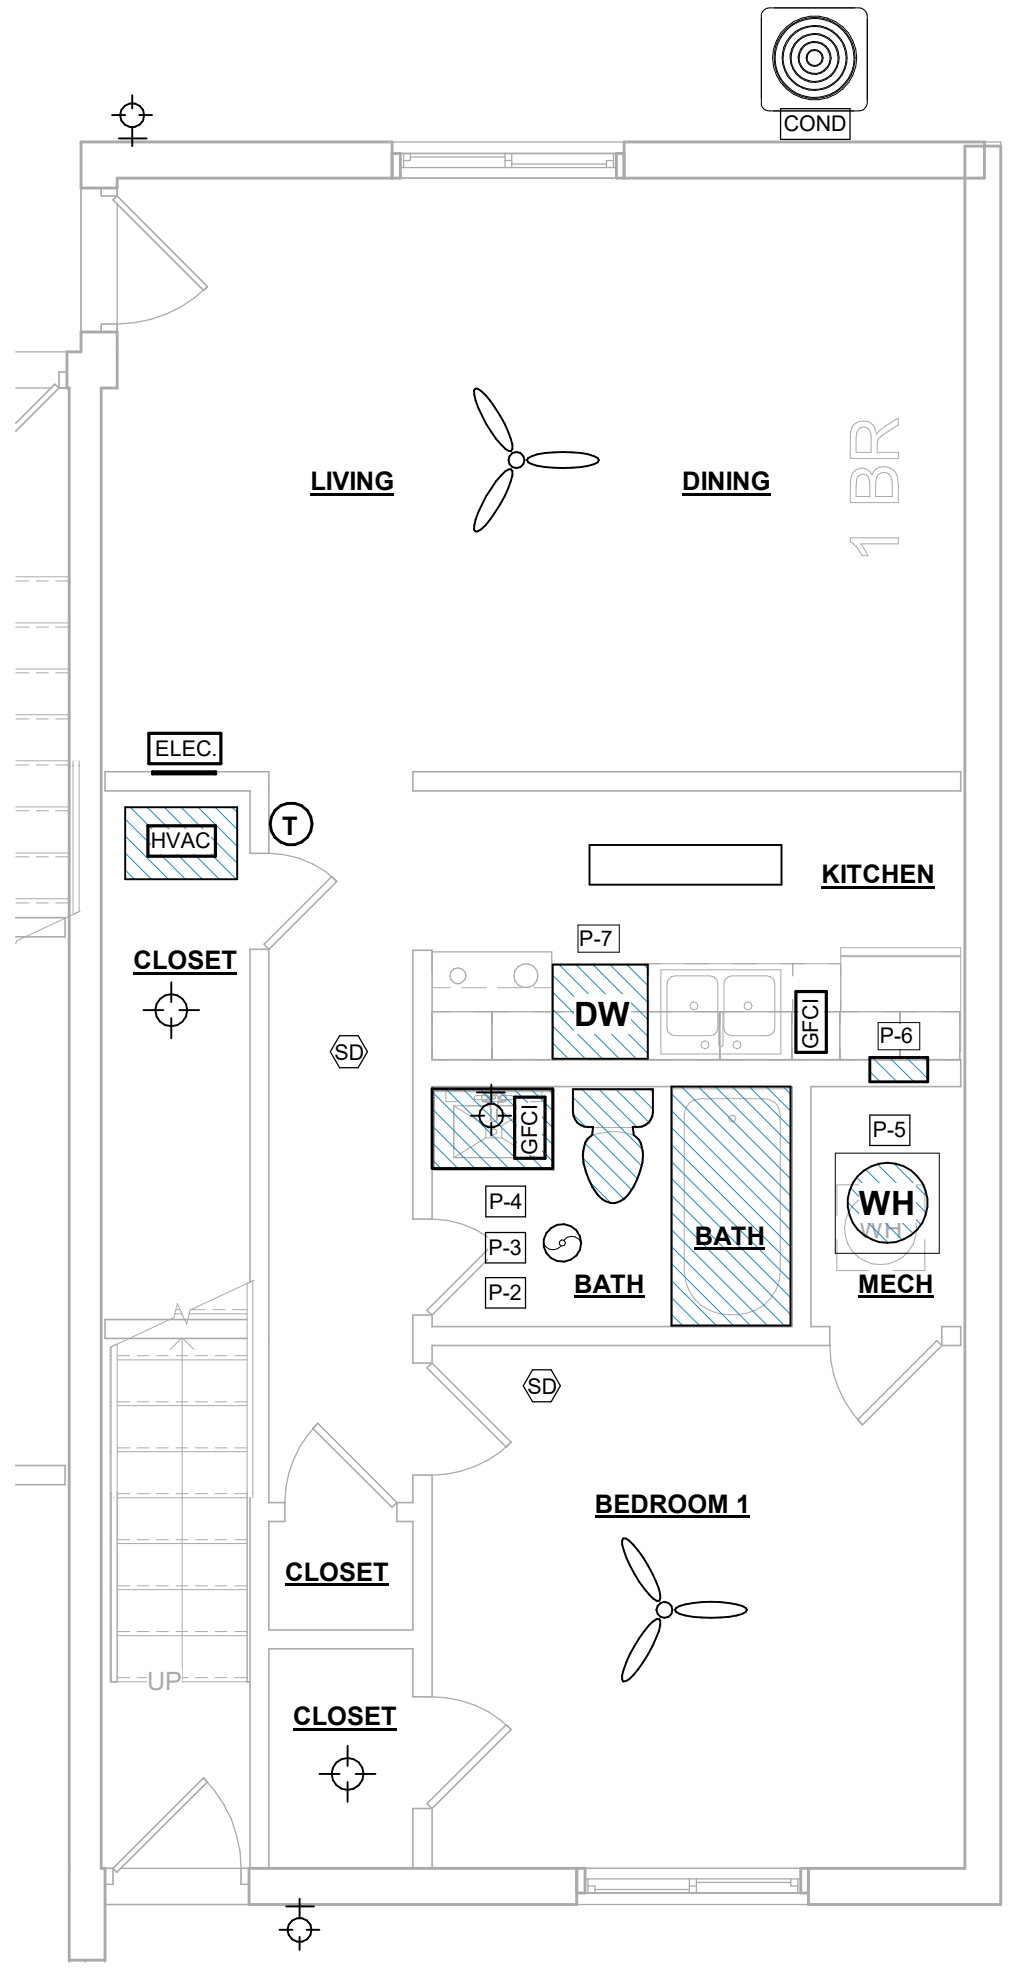 COND
LIVING
DINING
1 BR
ELEC.
HVAC
T
KITCHEN
P-7
CLOSET
DW
GFCI
P-6
SD
GFCI
P-5
P-4
WH
WH
P-3
BATH
P-2
BATH
MECH
SD
BEDROOM 1
CLOSET
UP
CLOSET